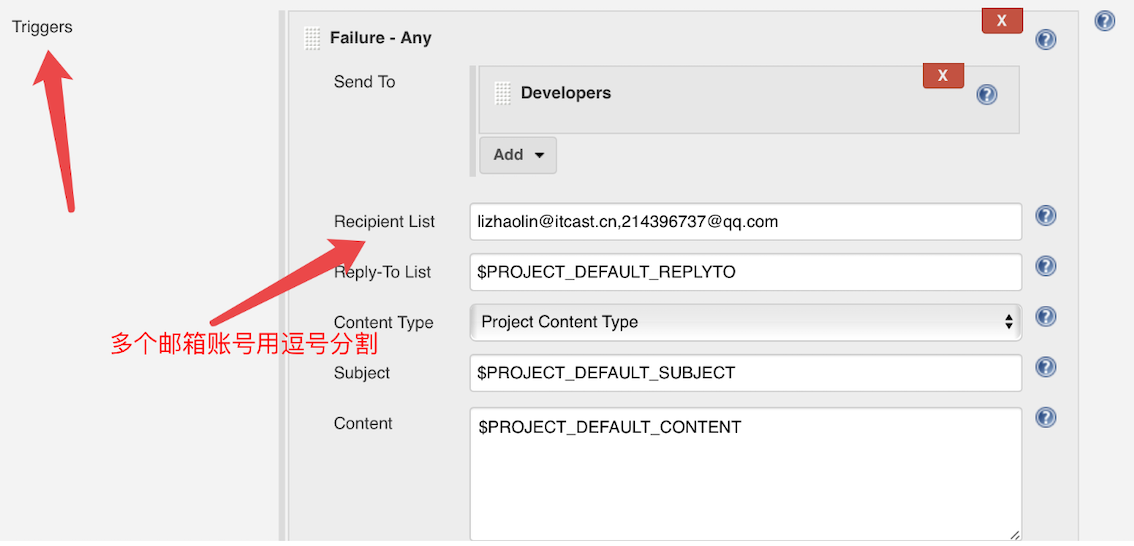 Triggers
X
Failure - Any
Send To
X
Developers
Add
Recipient List
lizhaolin@itcast.cn,214396737@qq.com
Reply-To List
$PROJECT_DEFAULT_REPLYTO
Content Type
Project Content Type
多个邮箱账号用逗号分割
Subject
$PROJECT_DEFAULT_SUBJECT
Content
$PROJECT_DEFAULT_CONTENT